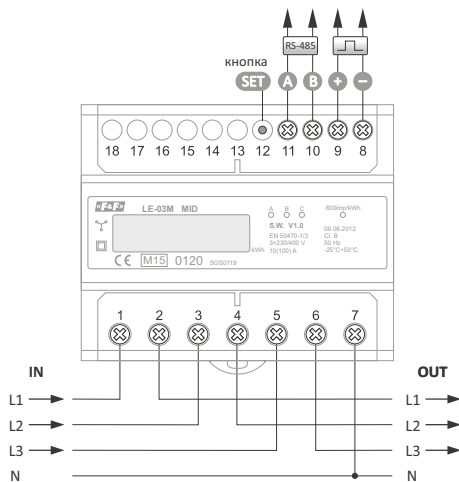 кнопка
RS-485
SET A B + −
18 17 16 15 14 13 12 11 10 9 8
F&F LE-03M MID
A B C
800imp/kWh
S.W. V1.0
EN 50470-1/3
3×230/400 V
10(100) A
06.08.2012
Cl. B
50 Hz
-25°C÷50°C
kWh
CE M15 0120 SGS0119
1 2 3 4 5 6 7
IN OUT
L1 L1
L2 L2
L3 L3
N N